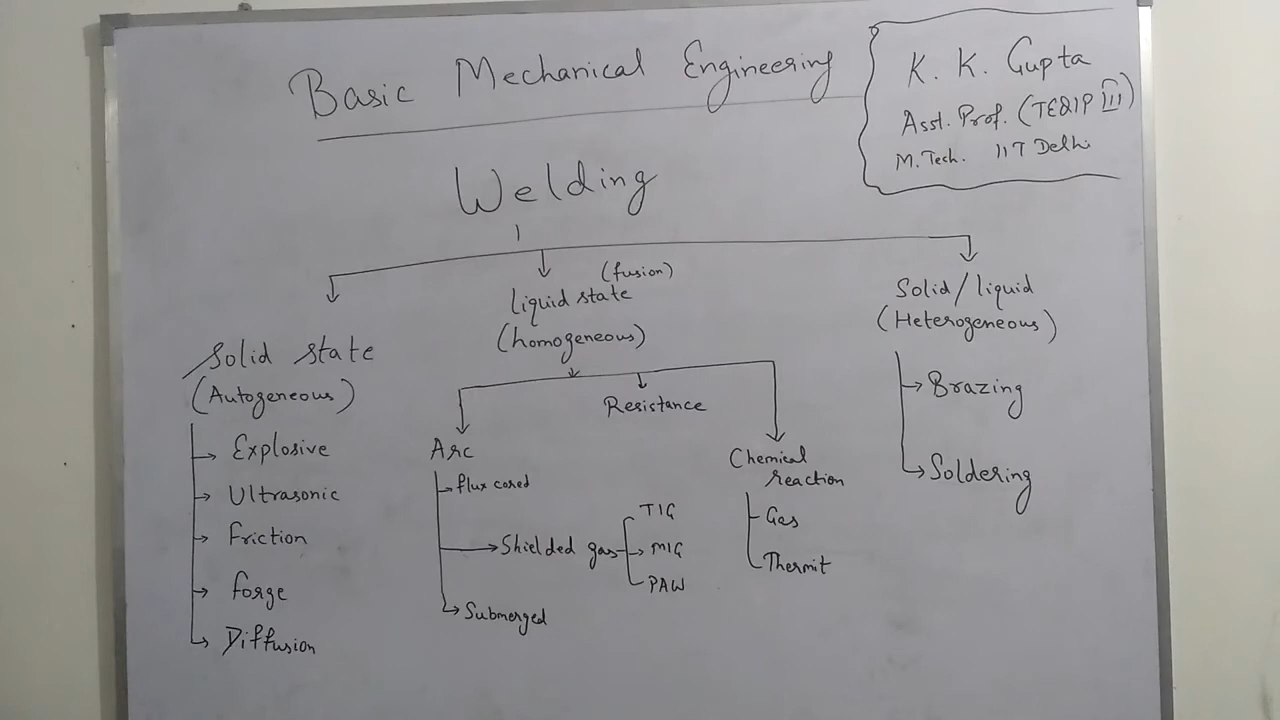 Basic Mechanical Engineering
K. K. Gupta
Asst. Prof. (TEQIP III)
M.Tech. IIT Delhi
Welding
Solid state
(Autogeneous)
Explosive
Ultrasonic
Friction
Forge
Diffusion
(fusion)
Liquid state
(homogeneous)
Arc
flux cored
Shielded gas
TIG
MIG
PAW
Submerged
Resistance
Chemical
reaction
Gas
Thermit
Solid/liquid
(Heterogeneous)
Brazing
Soldering